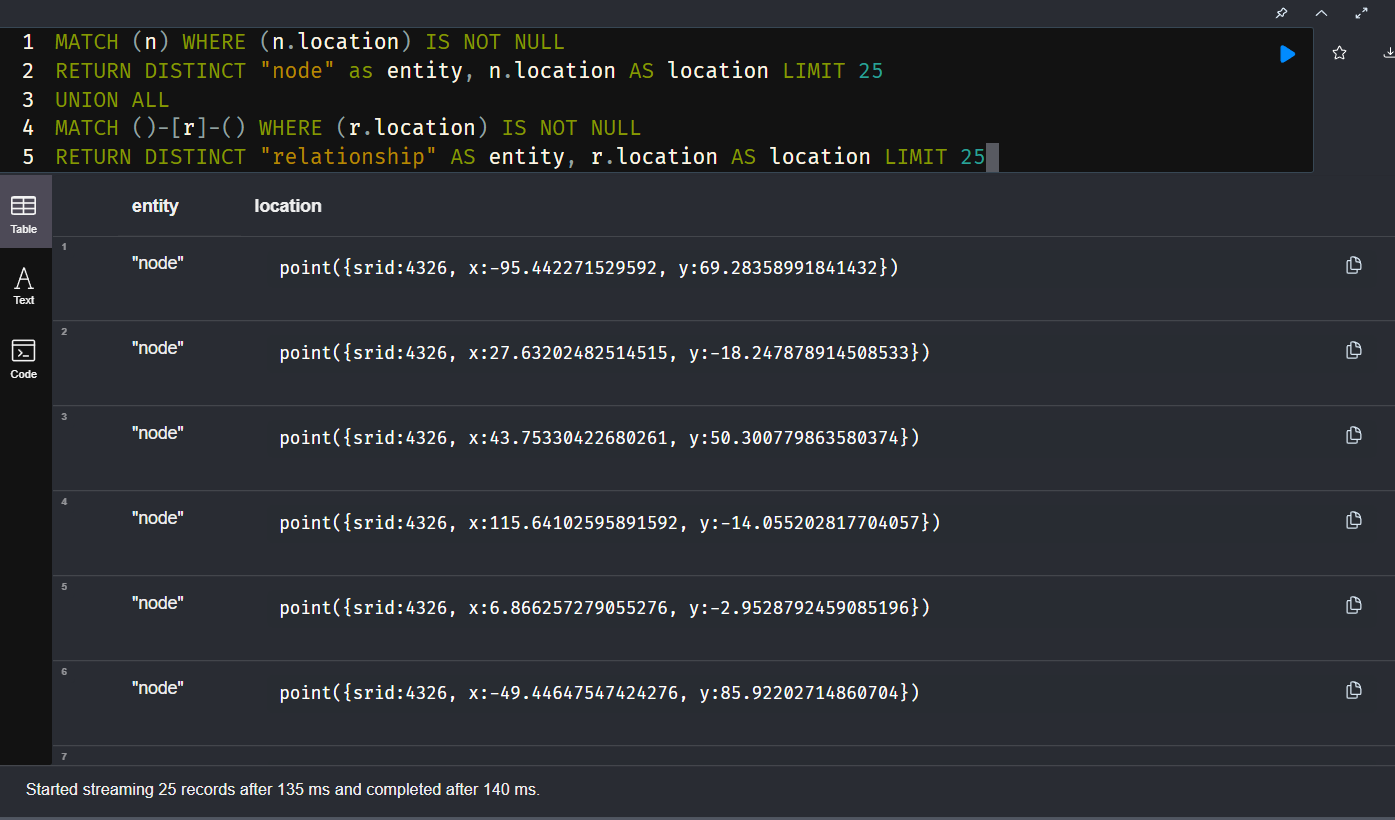 1 MATCH (n) WHERE (n.location) IS NOT NULL
2 RETURN DISTINCT "node" as entity, n.location AS location LIMIT 25
3 UNION ALL
4 MATCH ()-[r]-() WHERE (r.location) IS NOT NULL
5 RETURN DISTINCT "relationship" AS entity, r.location AS location LIMIT 25
Table
Text
Code
entity location
1 "node" point({srid:4326, x:-95.442271529592, y:69.28358991841432})
2 "node" point({srid:4326, x:27.63202482514515, y:-18.247878914508533})
3 "node" point({srid:4326, x:43.75330422680261, y:50.300779863580374})
4 "node" point({srid:4326, x:115.64102595891592, y:-14.055202817704057})
5 "node" point({srid:4326, x:6.866257279055276, y:-2.9528792459085196})
6 "node" point({srid:4326, x:-49.44647547424276, y:85.92202714860704})
7
Started streaming 25 records after 135 ms and completed after 140 ms.